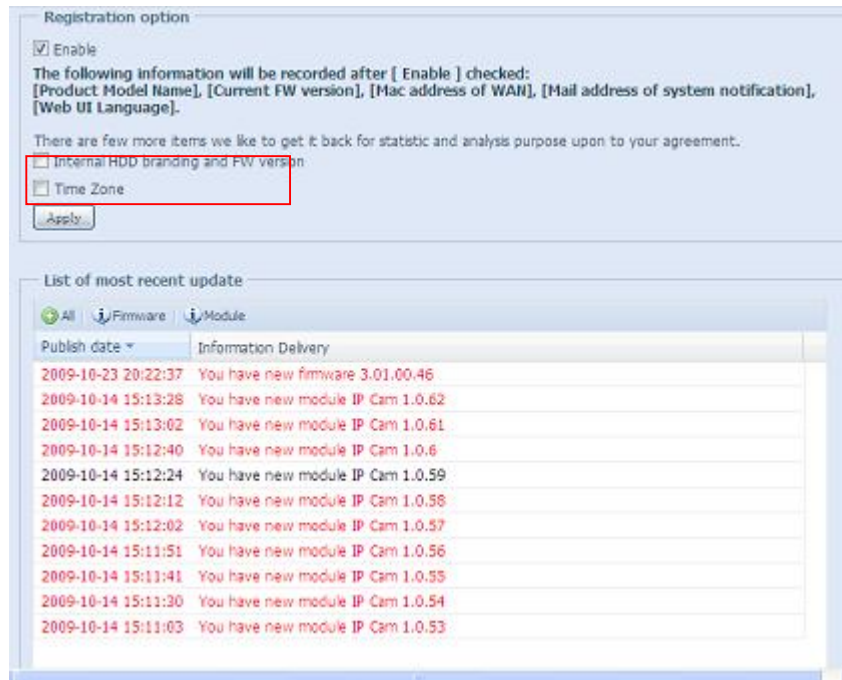 Registration option
Enable
The following information will be recorded after [ Enable ] checked:
[Product Model Name], [Current FW version], [Mac address of WAN], [Mail address of system notification],
[Web UI Language].
There are few more items we like to get it back for statistic and analysis purpose upon to your agreement.
Internal HDD branding and FW version
Time Zone
Apply
List of most recent update
All Firmware Module
Publish date Information Delivery
2009-10-23 20:22:37 You have new firmware 3.01.00.46
2009-10-14 15:13:28 You have new module IP Cam 1.0.62
2009-10-14 15:13:02 You have new module IP Cam 1.0.61
2009-10-14 15:12:40 You have new module IP Cam 1.0.6
2009-10-14 15:12:24 You have new module IP Cam 1.0.59
2009-10-14 15:12:12 You have new module IP Cam 1.0.58
2009-10-14 15:12:02 You have new module IP Cam 1.0.57
2009-10-14 15:11:51 You have new module IP Cam 1.0.56
2009-10-14 15:11:41 You have new module IP Cam 1.0.55
2009-10-14 15:11:30 You have new module IP Cam 1.0.54
2009-10-14 15:11:03 You have new module IP Cam 1.0.53